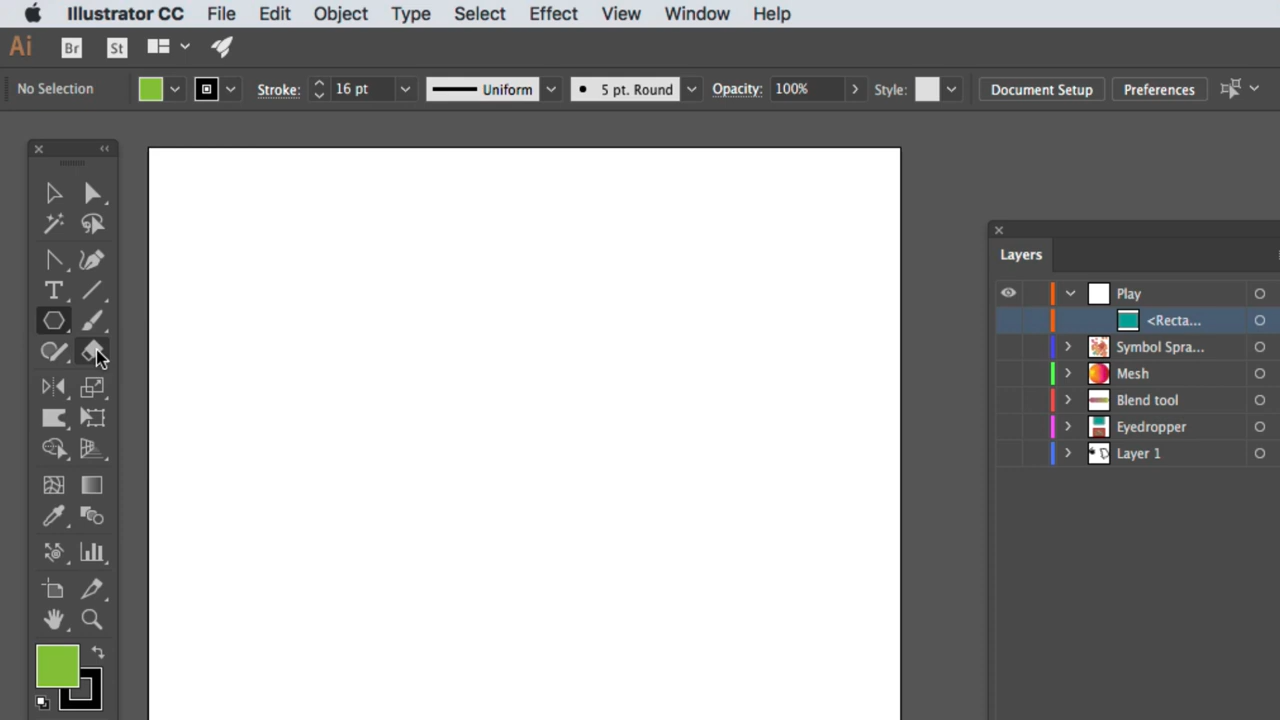 Illustrator CC File Edit Object Type Select Effect View Window Help
Ai Br St
No Selection Stroke: 16 pt Uniform 5 pt. Round Opacity: 100% Style: Document Setup Preferences
Layers
Play
<Recta...
Symbol Spra...
Mesh
Blend tool
Eyedropper
Layer 1